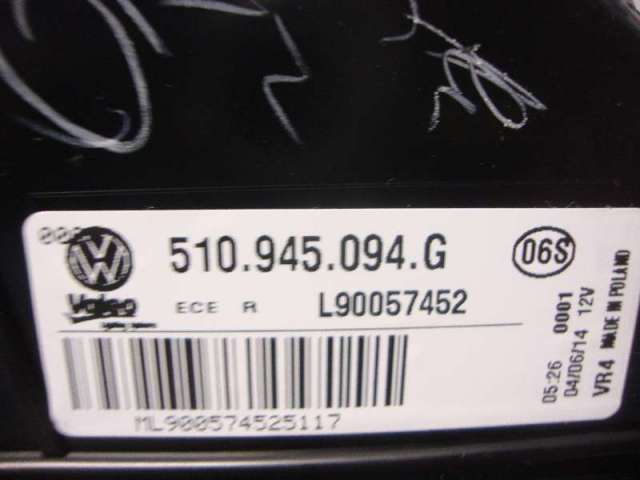 510.945.094.G
06S
Valeo
ECE R L90057452
ML900574525117
05:26 0001
04/06/14 12V
VR4 MADE IN POLAND